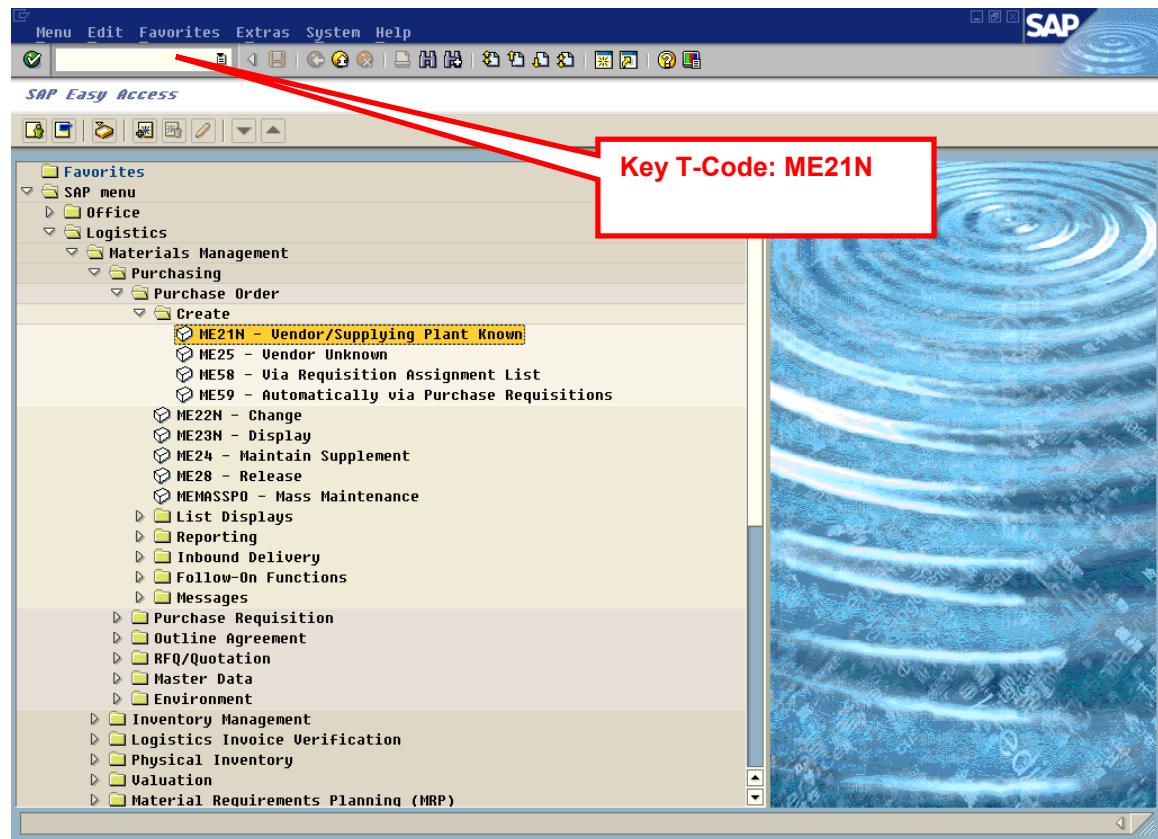 Menu Edit Favorites Extras System Help
SAP
SAP Easy Access
Key T-Code: ME21N
Favorites
SAP menu
Office
Logistics
Materials Management
Purchasing
Purchase Order
Create
ME21N - Vendor/Supplying Plant Known
ME25 - Vendor Unknown
ME58 - Via Requisition Assignment List
ME59 - Automatically via Purchase Requisitions
ME22N - Change
ME23N - Display
ME24 - Maintain Supplement
ME28 - Release
MEMASSPO - Mass Maintenance
List Displays
Reporting
Inbound Delivery
Follow-On Functions
Messages
Purchase Requisition
Outline Agreement
RFQ/Quotation
Master Data
Environment
Inventory Management
Logistics Invoice Verification
Physical Inventory
Valuation
Material Requirements Planning (MRP)